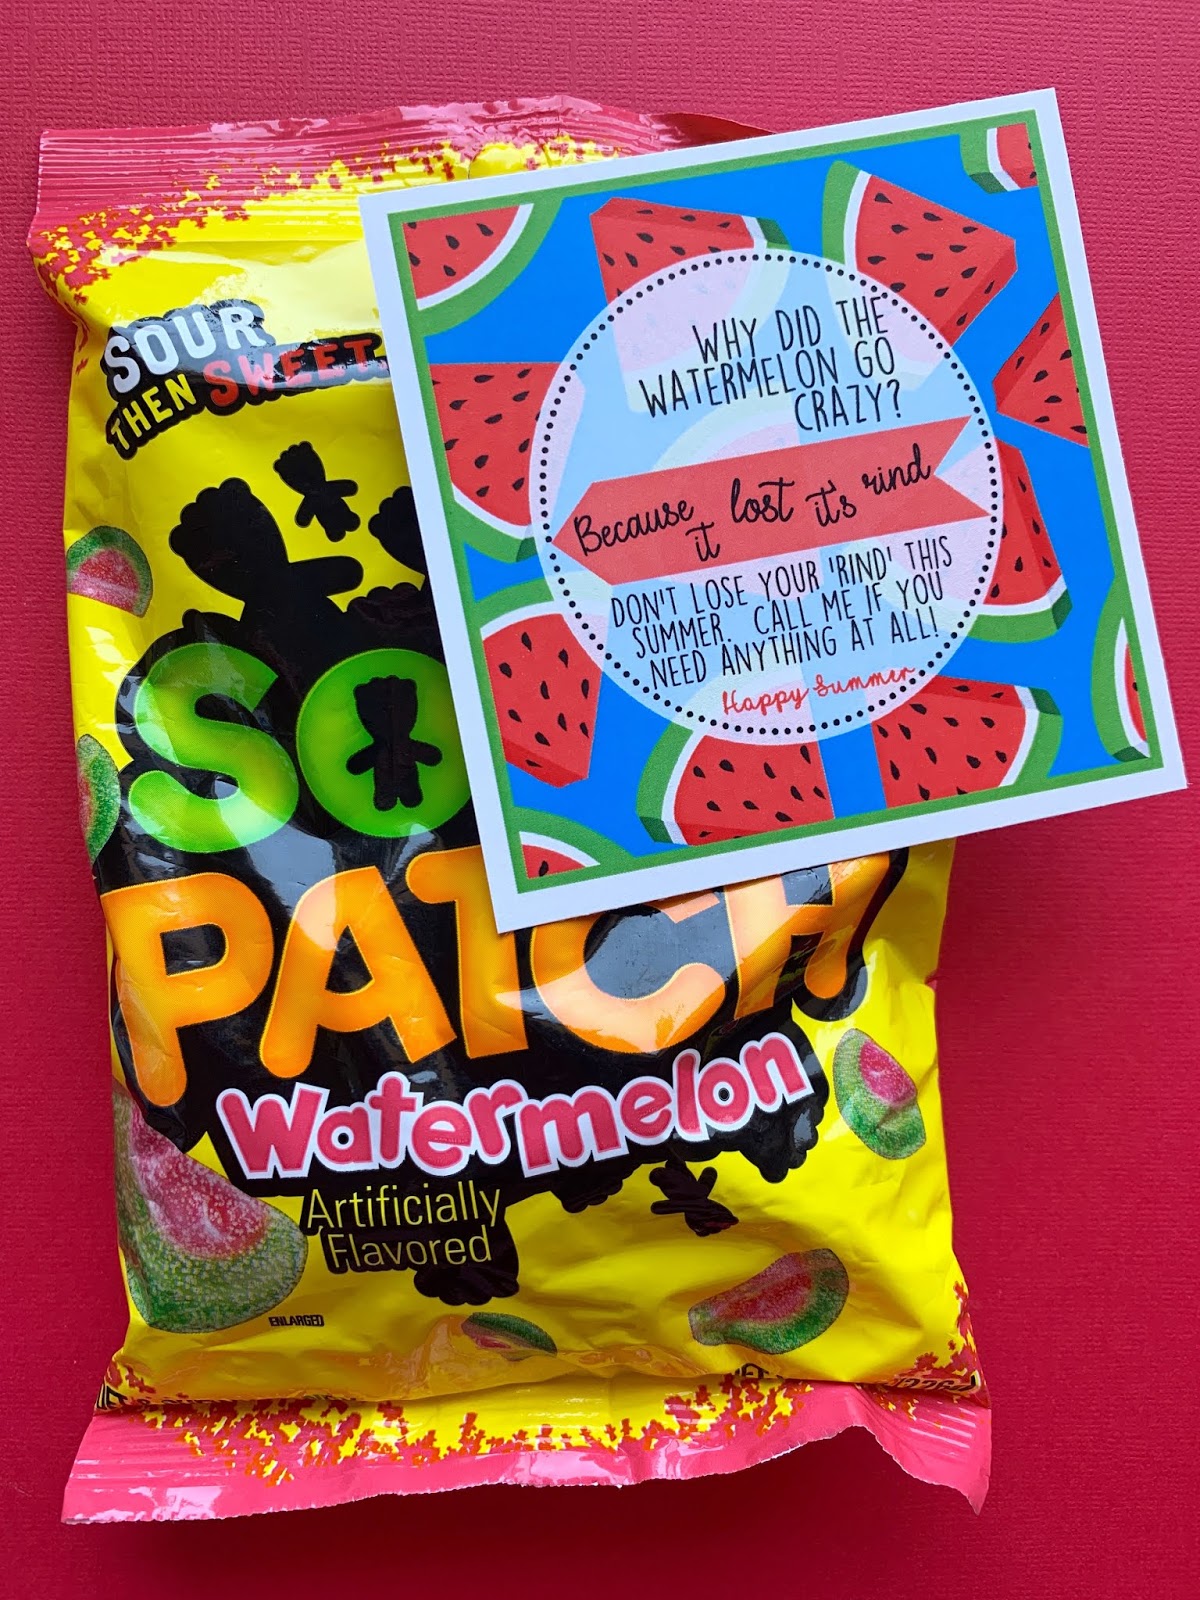 SOUR
THEN SWEET.
SO
PATCH
Watermelon
Artificially
Flavored
ENLARGED
WHY DID THE
WATERMELON GO
CRAZY?
Because it lost it's rind
DON'T LOSE YOUR 'RIND' THIS
SUMMER. CALL ME IF YOU
NEED ANYTHING AT ALL!
Happy Summer